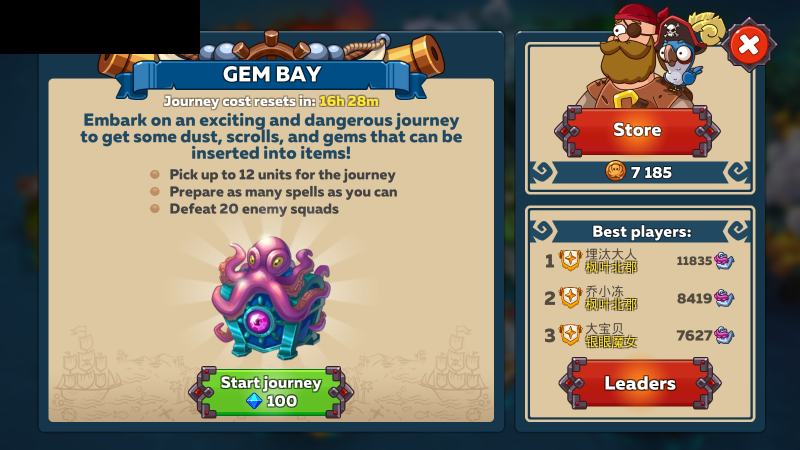 GEM BAY
Journey cost resets in: 16h 28m
Embark on an exciting and dangerous journey
to get some dust, scrolls, and gems that can be
inserted into items!
Pick up to 12 units for the journey
Prepare as many spells as you can
Defeat 20 enemy squads
Start journey
100
Store
7 185
Best players:
1 埋汰大人 11835
枫叶北郡
2 乔小冻 8419
枫叶北郡
3 大宝贝 7627
银眼魔女
Leaders